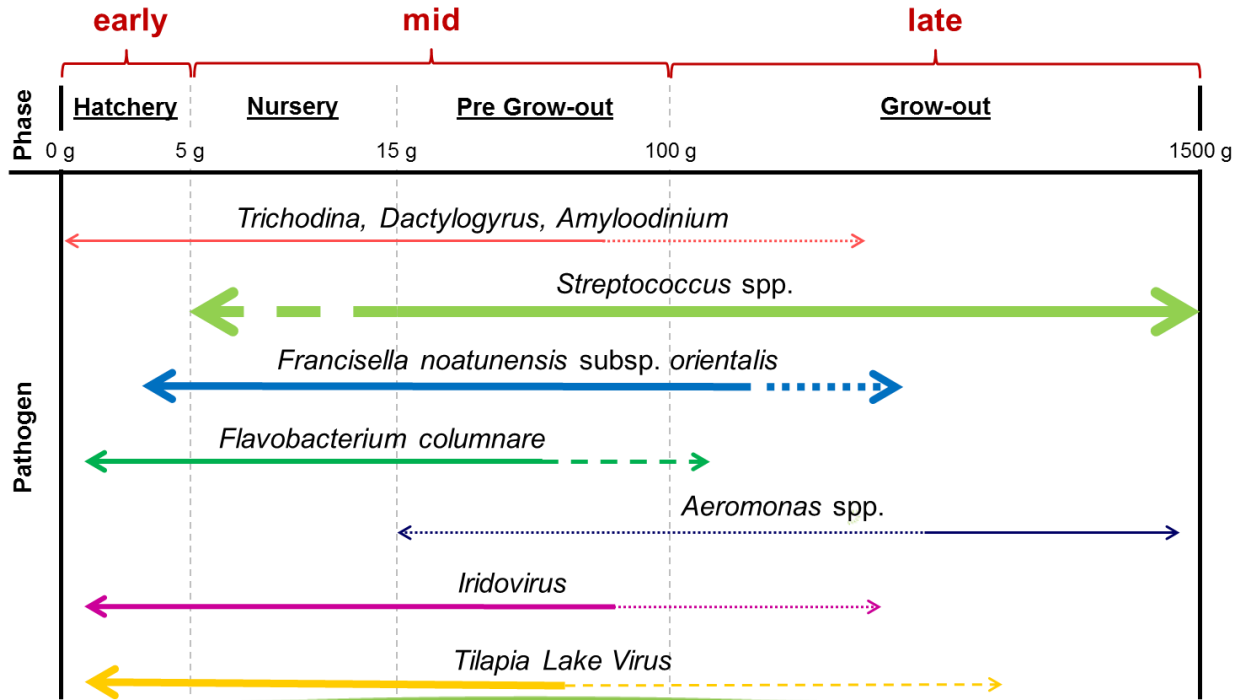 early mid late
Phase
Hatchery Nursery Pre Grow-out Grow-out
0 g 5 g 15 g 100 g 1500 g
Pathogen
Trichodina, Dactylogyrus, Amyloodinium
Streptococcus spp.
Francisella noatunensis subsp. orientalis
Flavobacterium columnare
Aeromonas spp.
Iridovirus
Tilapia Lake Virus